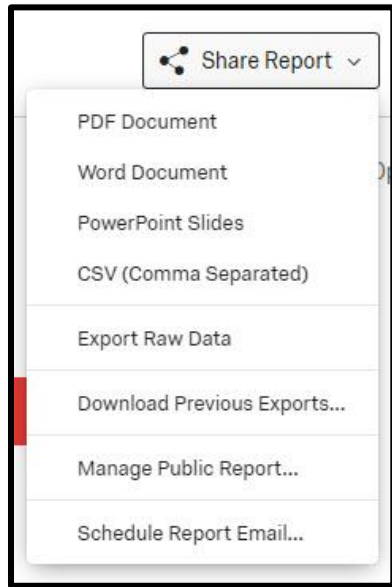 Share Report
PDF Document
Word Document
PowerPoint Slides
CSV (Comma Separated)
Export Raw Data
Download Previous Exports...
Manage Public Report...
Schedule Report Email...